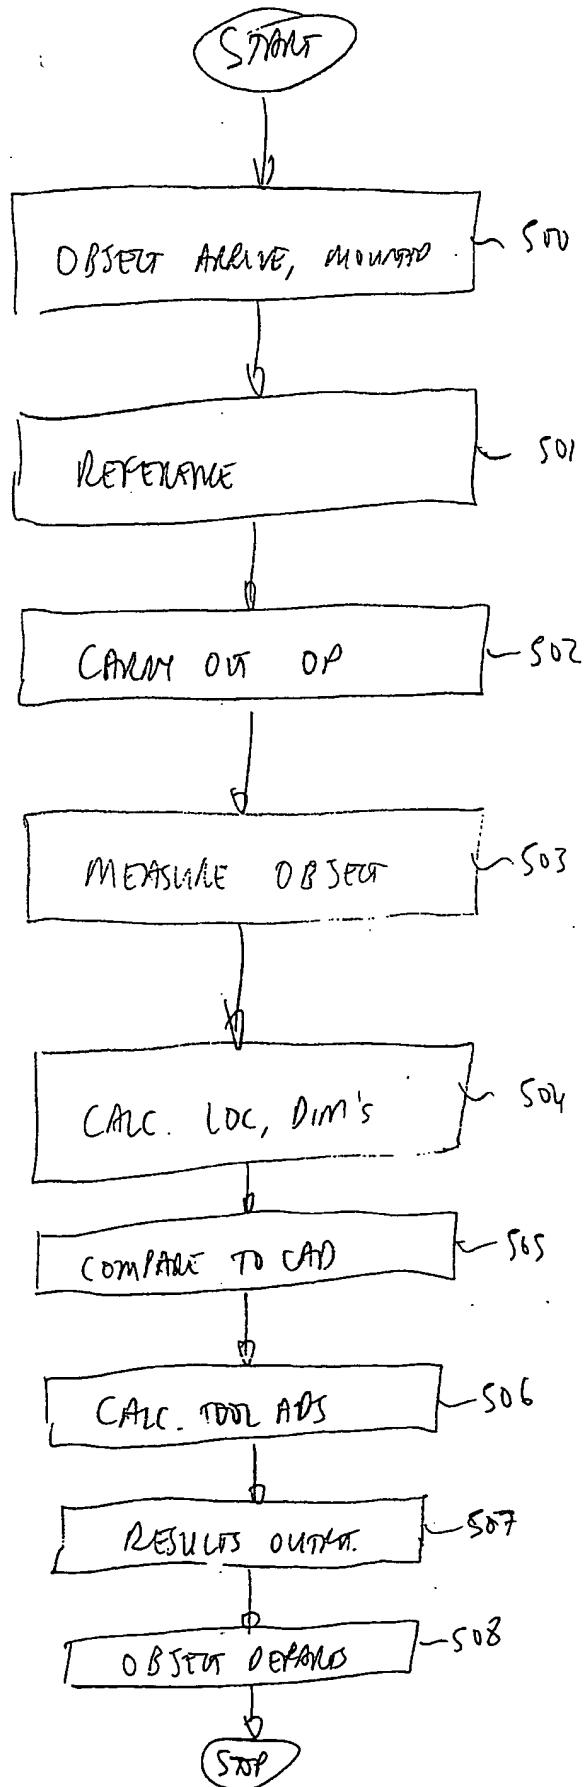 START
OBJECT ARRIVE, MOUNTED 500
REFERENCE 501
CARRY OUT OP 502
MEASURE OBJECT 503
CALC. LOC, DIM'S 504
COMPARE TO CAD 505
CALC. TOOL ADJ 506
RESULTS OUTPUT. 507
OBJECT DEPARTS 508
STOP